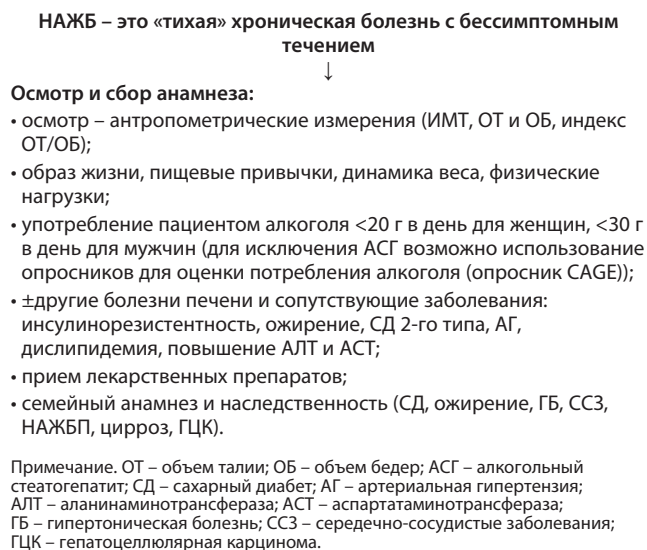 НАЖБ – это «тихая» хроническая болезнь с бессимптомным
течением
↓
Осмотр и сбор анамнеза:
• осмотр – антропометрические измерения (ИМТ, ОТ и ОБ, индекс
ОТ/ОБ);
• образ жизни, пищевые привычки, динамика веса, физические
нагрузки;
• употребление пациентом алкоголя <20 г в день для женщин, <30 г
в день для мужчин (для исключения АСГ возможно использование
опросников для оценки потребления алкоголя (опросник CAGE));
• ±другие болезни печени и сопутствующие заболевания:
инсулинорезистентность, ожирение, СД 2-го типа, АГ,
дислипидемия, повышение АЛТ и АСТ;
• прием лекарственных препаратов;
• семейный анамнез и наследственность (СД, ожирение, ГБ, ССЗ,
НАЖБП, цирроз, ГЦК).
Примечание. ОТ – объем талии; ОБ – объем бедер; АСГ – алкогольный
стеатогепатит; СД – сахарный диабет; АГ – артериальная гипертензия;
АЛТ – аланинаминотрансфераза; АСТ – аспартатаминотрансфераза;
ГБ – гипертоническая болезнь; ССЗ – середечно-сосудистые заболевания;
ГЦК – гепатоцеллюлярная карцинома.